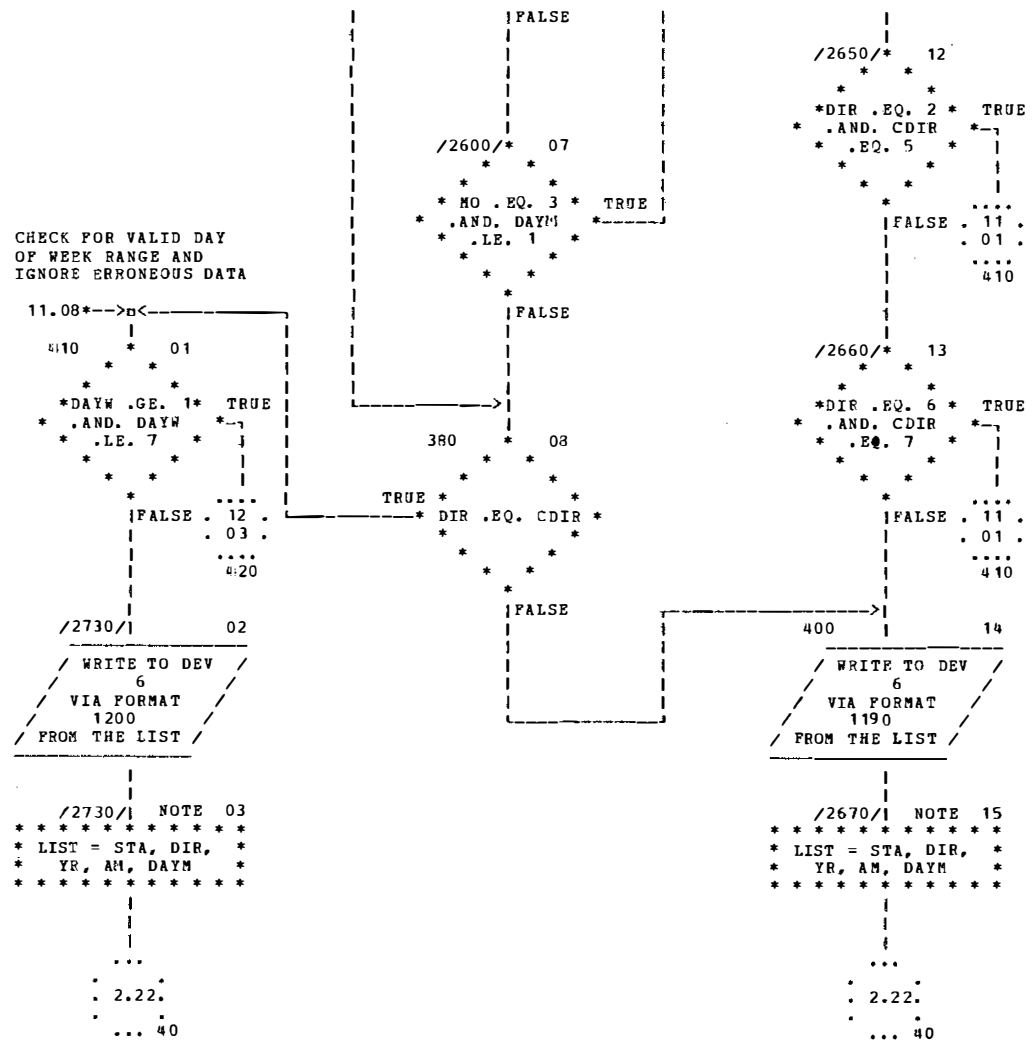 FALSE
/2650/* 12
*DIR .EQ. 2 * TRUE
* .AND. CDIR *
.EQ. 5
FALSE . 11 .
. 01 .
410
/2600/* 07
* MO .EQ. 3 * TRUE
* .AND. DAYM *
* .LE. 1 *
FALSE
CHECK FOR VALID DAY
OF WEEK RANGE AND
IGNORE ERRONEOUS DATA
11.08*-->
410 * 01
*DAYW .GE. 1* TRUE
* .AND. DAYW *
* .LE. 7 *
FALSE . 12 .
. 03 .
420
/2660/* 13
*DIR .EQ. 6 * TRUE
* .AND. CDIR *
* .EQ. 7 *
FALSE . 11 .
. 01 .
410
380 * 08
TRUE *
* DIR .EQ. CDIR *
FALSE
/2730/ 02
/ WRITE TO DEV /
6
VIA FORMAT
1200
/ FROM THE LIST /
400 14
/ WRITE TO DEV /
6
VIA FORMAT
1190
/ FROM THE LIST /
/2730/ NOTE 03
* LIST = STA, DIR, *
* YR, AM, DAYM *
/2670/ NOTE 15
* LIST = STA, DIR, *
* YR, AM, DAYM *
. 2.22.
... 40
. 2.22.
... 40